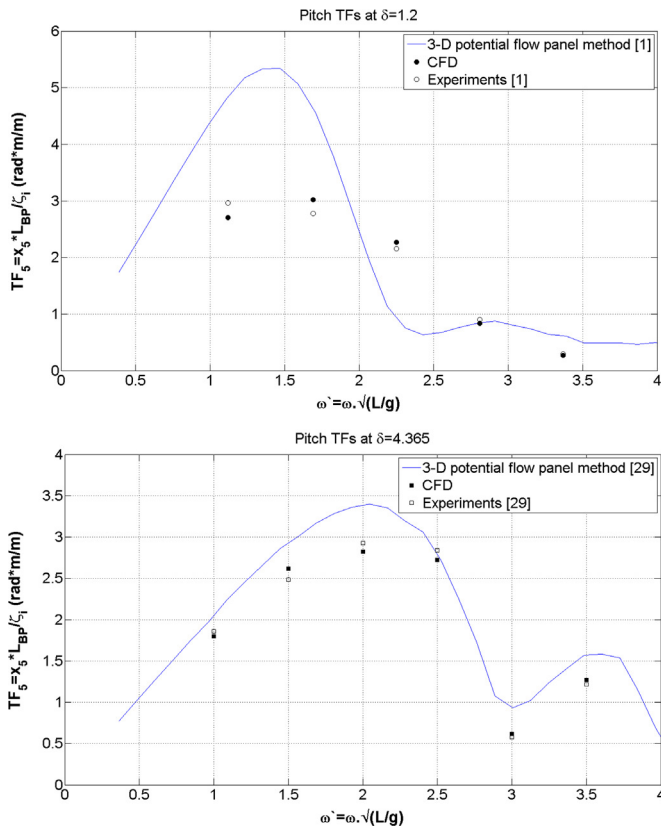 Pitch TFs at δ=1.2
3-D potential flow panel method [1]
CFD
Experiments [1]
TF5=x5*LBP/ζi (rad*m/m)
6
5
4
3
2
1
0
0 0.5 1 1.5 2 2.5 3 3.5 4
ω`=ω.√(L/g)
Pitch TFs at δ=4.365
3-D potential flow panel method [29]
CFD
Experiments [29]
TF5=x5*LBP/ζi (rad*m/m)
4
3.5
3
2.5
2
1.5
1
0.5
0
0 0.5 1 1.5 2 2.5 3 3.5 4
ω`=ω.√(L/g)